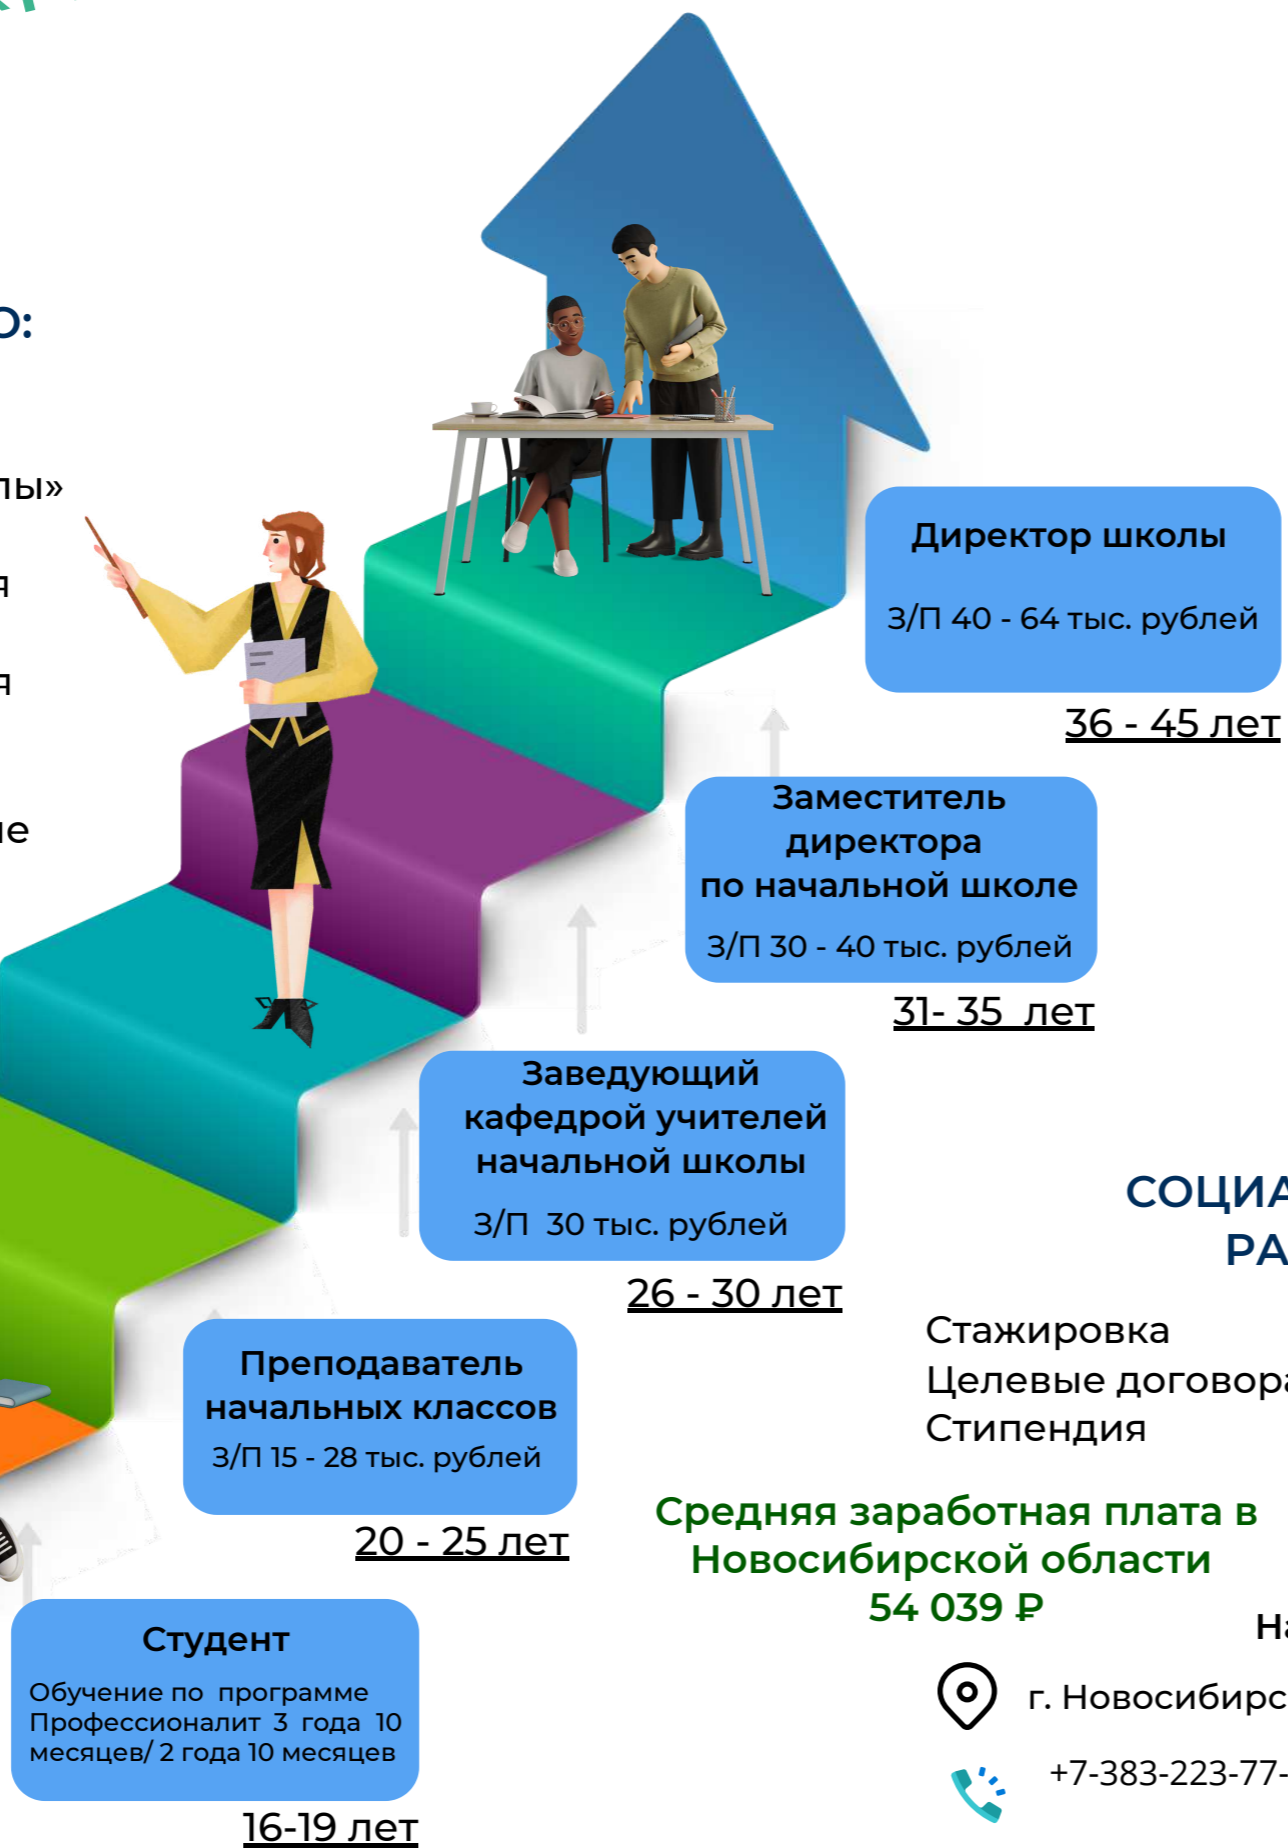 О:
лы»
я
я
ие
Директор школы
З/П 40 - 64 тыс. рублей
36 - 45 лет
Заместитель
директора
по начальной школе
З/П 30 - 40 тыс. рублей
31- 35 лет
Заведующий
кафедрой учителей
начальной школы
З/П 30 тыс. рублей
26 - 30 лет
Преподаватель
начальных классов
З/П 15 - 28 тыс. рублей
20 - 25 лет
Студент
Обучение по программе
Профессионалит 3 года 10
месяцев/ 2 года 10 месяцев
16-19 лет
СОЦИА
РА
Стажировка
Целевые договора
Стипендия
Средняя заработная плата в
Новосибирской области
54 039 ₽
На
г. Новосибирс
+7-383-223-77-